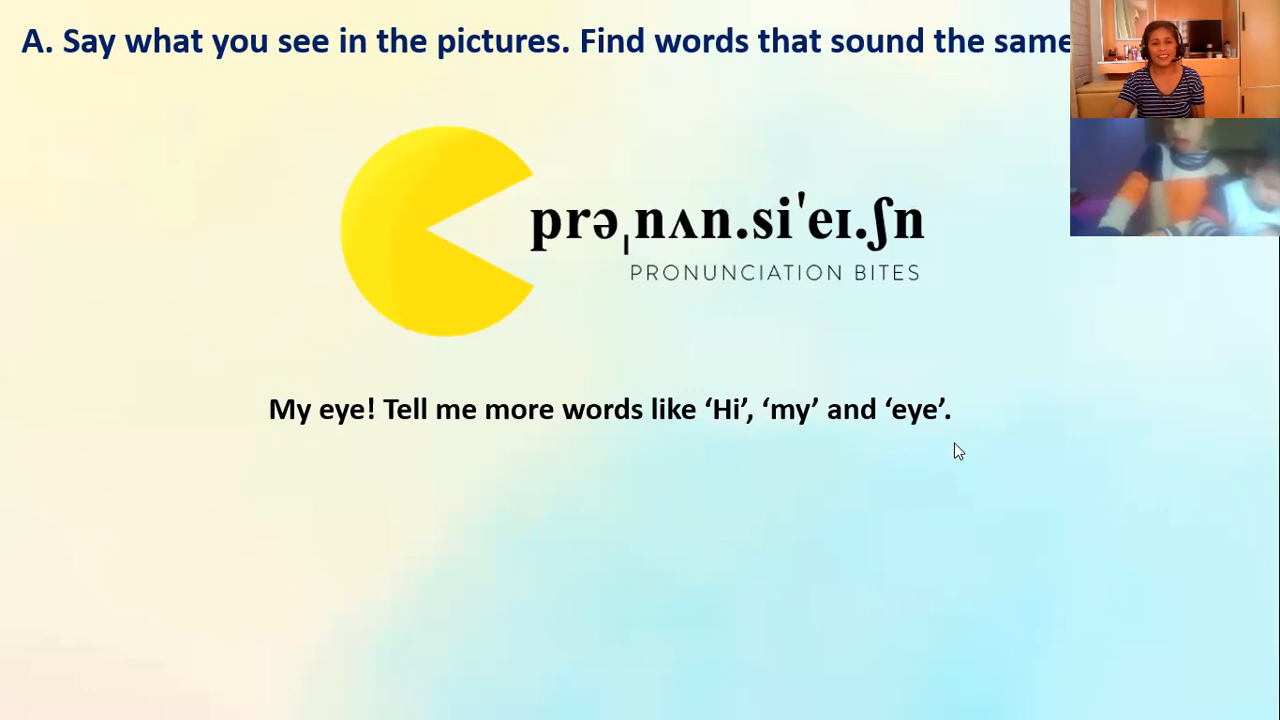 A. Say what you see in the pictures. Find words that sound the same
prəˌnʌn.siˈeɪ.ʃn
PRONUNCIATION BITES
My eye! Tell me more words like ‘Hi’, ‘my’ and ‘eye’.